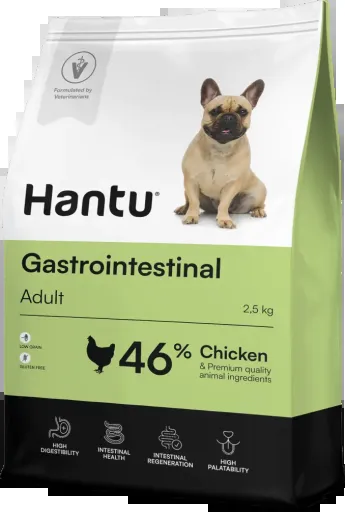 Formulated by
Veterinarians
Hantu®
Gastrointestinal
Adult
2,5 kg
LOW GRAIN
GLUTEN FREE
46% Chicken
& Premium quality
animal ingredients
HIGH
DIGESTIBILITY
INTESTINAL
HEALTH
INTESTINAL
REGENERATION
HIGH
PALATABILITY